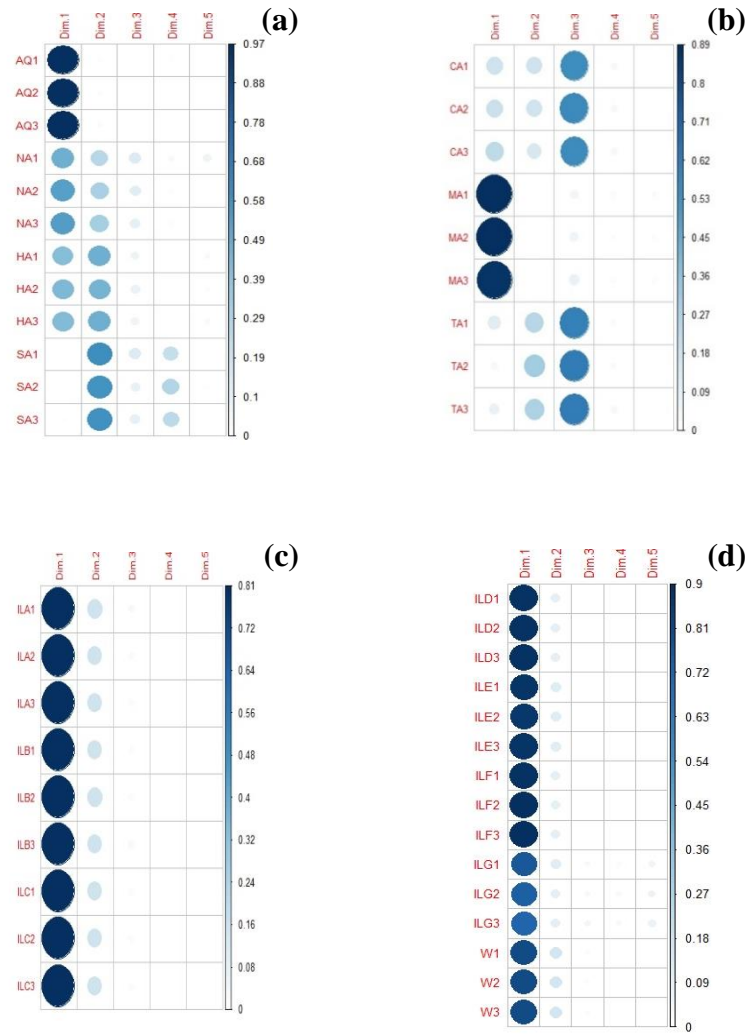 (a)
Dim.1 Dim.2 Dim.3 Dim.4 Dim.5
AQ1
AQ2
AQ3
NA1
NA2
NA3
HA1
HA2
HA3
SA1
SA2
SA3
0.97
0.88
0.78
0.68
0.58
0.49
0.39
0.29
0.19
0.1
0
(b)
Dim.1 Dim.2 Dim.3 Dim.4 Dim.5
CA1
CA2
CA3
MA1
MA2
MA3
TA1
TA2
TA3
0.89
0.8
0.71
0.62
0.53
0.45
0.36
0.27
0.18
0.09
0
(c)
Dim.1 Dim.2 Dim.3 Dim.4 Dim.5
ILA1
ILA2
ILA3
ILB1
ILB2
ILB3
ILC1
ILC2
ILC3
0.81
0.72
0.64
0.56
0.48
0.4
0.32
0.24
0.16
0.08
0
(d)
Dim.1 Dim.2 Dim.3 Dim.4 Dim.5
ILD1
ILD2
ILD3
ILE1
ILE2
ILE3
ILF1
ILF2
ILF3
ILG1
ILG2
ILG3
W1
W2
W3
0.9
0.81
0.72
0.63
0.54
0.45
0.36
0.27
0.18
0.09
0